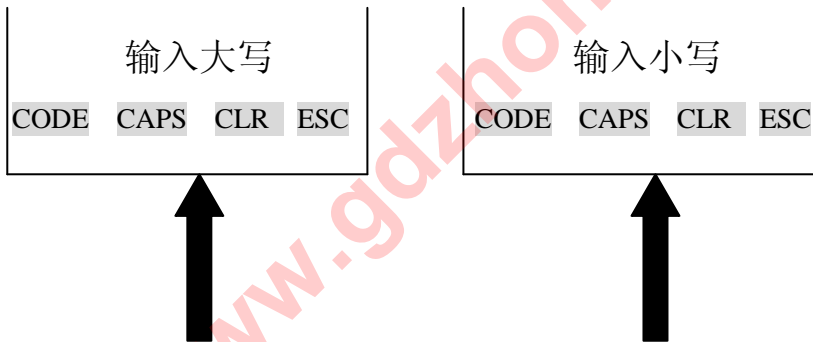 输入大写
CODE CAPS CLR ESC
输入小写
CODE CAPS CLR ESC
www.gdzhon